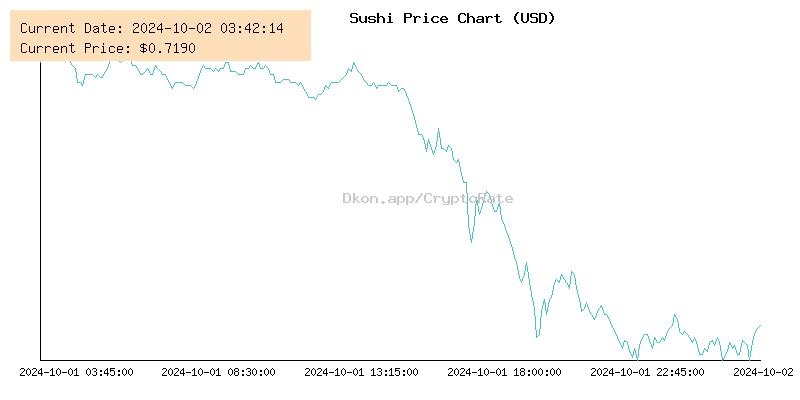 Sushi Price Chart (USD)
Current Date: 2024-10-02 03:42:14
Current Price: $0.7190
Dkon.app/CryptoRate
2024-10-01 03:45:00 2024-10-01 08:30:00 2024-10-01 13:15:00 2024-10-01 18:00:00 2024-10-01 22:45:00 2024-10-02